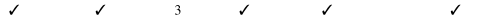 ✓ ✓ 3 ✓ ✓ ✓